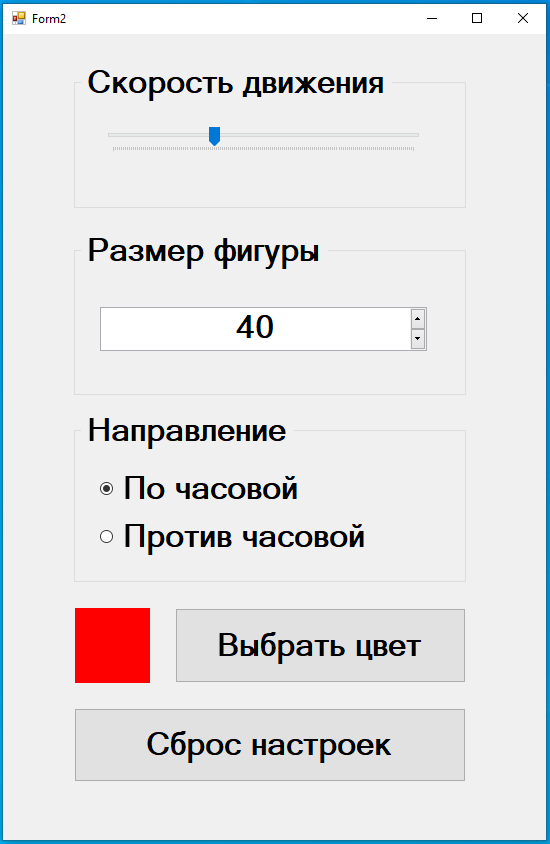 Form2
Скорость движения
Размер фигуры
40
Направление
По часовой
Против часовой
Выбрать цвет
Сброс настроек